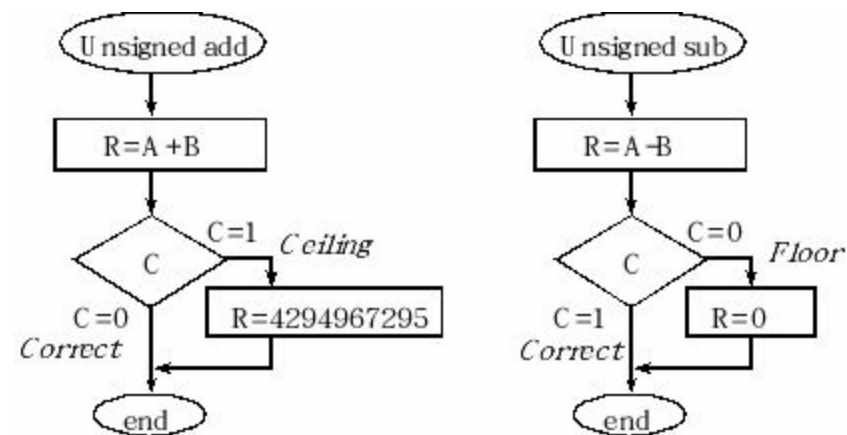 Unsigned add
R=A+B
C=1
Ceiling
C
C=0
Correct
R=4294967295
end
Unsigned sub
R=A-B
C=0
Floor
C
C=1
Correct
R=0
end